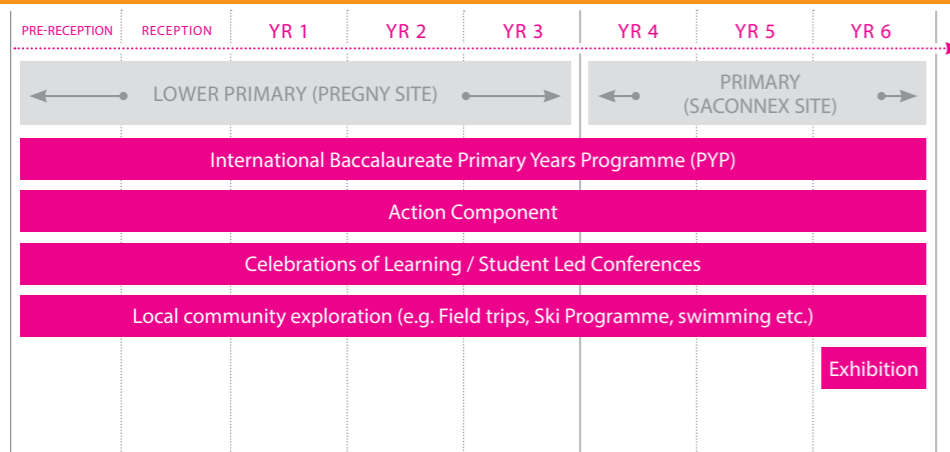 PRE-RECEPTION RECEPTION YR 1 YR 2 YR 3 YR 4 YR 5 YR 6
LOWER PRIMARY (PREGNY SITE)
PRIMARY
(SACONNEX SITE)
International Baccalaureate Primary Years Programme (PYP)
Action Component
Celebrations of Learning / Student Led Conferences
Local community exploration (e.g. Field trips, Ski Programme, swimming etc.)
Exhibition